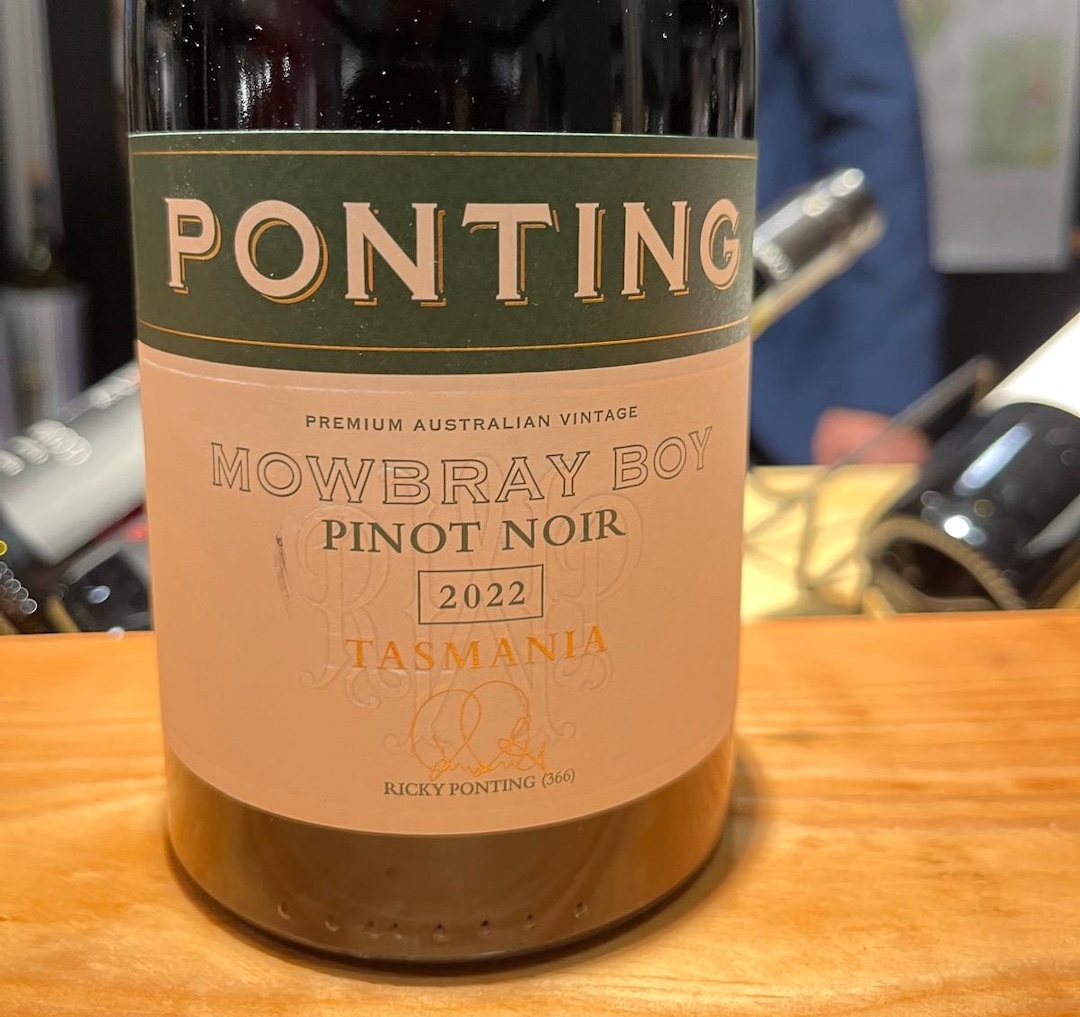 PONTING
PREMIUM AUSTRALIAN VINTAGE
MOWBRAY BOY
PINOT NOIR
2022
TASMANIA
RICKY PONTING (366)